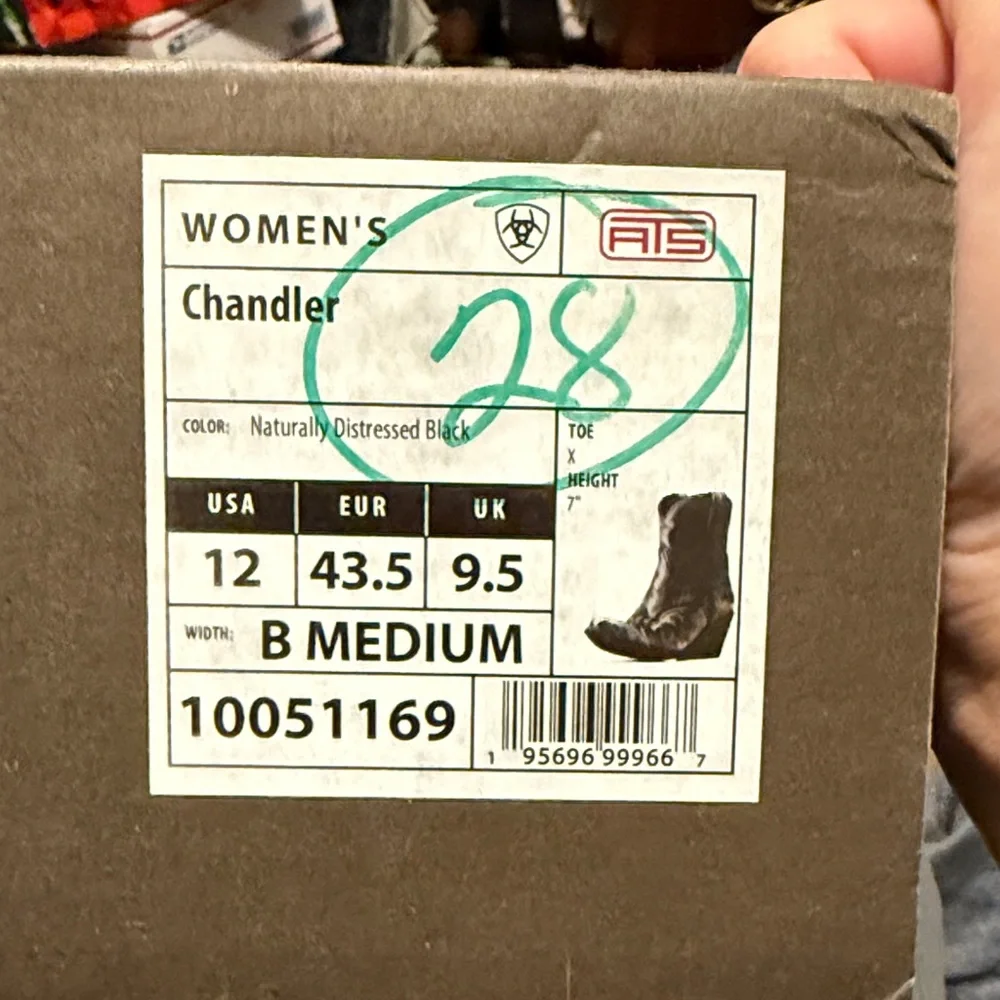 WOMEN'S
ATS
Chandler
28
COLOR: Naturally Distressed Black
TOE
X
HEIGHT
7"
USA EUR UK
12 43.5 9.5
WIDTH: B MEDIUM
10051169
1 95696 99966 7